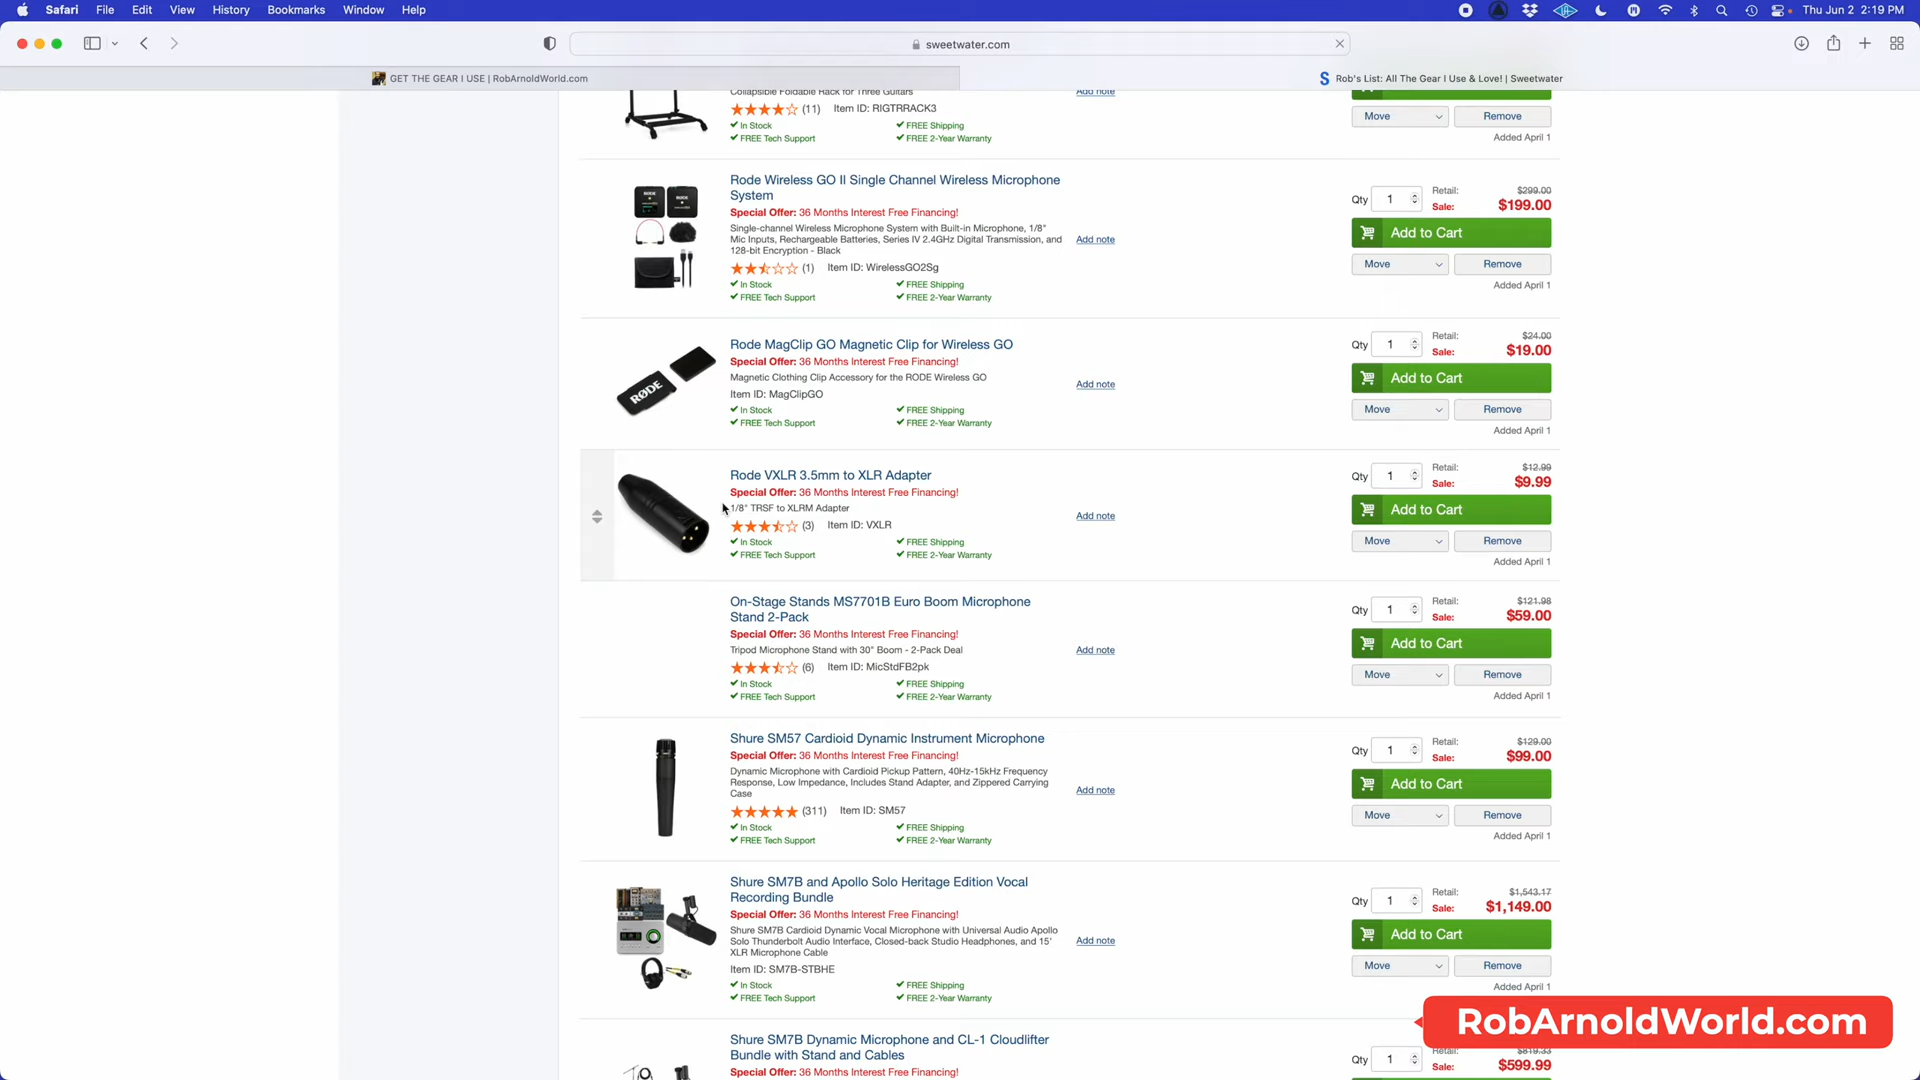 Safari File Edit View History Bookmarks Window Help
Thu Jun 2 2:19 PM
sweetwater.com
GET THE GEAR I USE | RobArnoldWorld.com
Rob's List: All The Gear I Use & Love! | Sweetwater
Collapsible Foldable Rack for Three Guitars
(11) Item ID: RIGTRRACK3
In Stock FREE Shipping
FREE Tech Support FREE 2-Year Warranty
Add note
Move Remove
Added April 1
Rode Wireless GO II Single Channel Wireless Microphone
System
Special Offer: 36 Months Interest Free Financing!
Single-channel Wireless Microphone System with Built-in Microphone, 1/8"
Mic Inputs, Rechargeable Batteries, Series IV 2.4GHz Digital Transmission, and
128-bit Encryption - Black
(1) Item ID: WirelessGO2Sg
In Stock FREE Shipping
FREE Tech Support FREE 2-Year Warranty
Add note
Qty 1 Retail: $299.00
Sale: $199.00
Add to Cart
Move Remove
Added April 1
RØDE
Rode MagClip GO Magnetic Clip for Wireless GO
Special Offer: 36 Months Interest Free Financing!
Magnetic Clothing Clip Accessory for the RODE Wireless GO
Item ID: MagClipGO
In Stock FREE Shipping
FREE Tech Support FREE 2-Year Warranty
Add note
Qty 1 Retail: $24.00
Sale: $19.00
Add to Cart
Move Remove
Added April 1
Rode VXLR 3.5mm to XLR Adapter
Special Offer: 36 Months Interest Free Financing!
1/8" TRSF to XLRM Adapter
(3) Item ID: VXLR
In Stock FREE Shipping
FREE Tech Support FREE 2-Year Warranty
Add note
Qty 1 Retail: $12.99
Sale: $9.99
Add to Cart
Move Remove
Added April 1
On-Stage Stands MS7701B Euro Boom Microphone
Stand 2-Pack
Special Offer: 36 Months Interest Free Financing!
Tripod Microphone Stand with 30" Boom - 2-Pack Deal
(6) Item ID: MicStdFB2pk
In Stock FREE Shipping
FREE Tech Support FREE 2-Year Warranty
Add note
Qty 1 Retail: $121.98
Sale: $59.00
Add to Cart
Move Remove
Added April 1
Shure SM57 Cardioid Dynamic Instrument Microphone
Special Offer: 36 Months Interest Free Financing!
Dynamic Microphone with Cardioid Pickup Pattern, 40Hz-15kHz Frequency
Response, Low Impedance, Includes Stand Adapter, and Zippered Carrying
Case
(311) Item ID: SM57
In Stock FREE Shipping
FREE Tech Support FREE 2-Year Warranty
Add note
Qty 1 Retail: $129.00
Sale: $99.00
Add to Cart
Move Remove
Added April 1
Shure SM7B and Apollo Solo Heritage Edition Vocal
Recording Bundle
Special Offer: 36 Months Interest Free Financing!
Shure SM7B Cardioid Dynamic Vocal Microphone with Universal Audio Apollo
Solo Thunderbolt Audio Interface, Closed-back Studio Headphones, and 15'
XLR Microphone Cable
Item ID: SM7B-STBHE
In Stock FREE Shipping
FREE Tech Support FREE 2-Year Warranty
Add note
Qty 1 Retail: $1,543.17
Sale: $1,149.00
Add to Cart
Move Remove
Added April 1
RobArnoldWorld.com
Shure SM7B Dynamic Microphone and CL-1 Cloudlifter
Bundle with Stand and Cables
Special Offer: 36 Months Interest Free Financing!
Qty 1 Retail: $819.33
Sale: $599.99